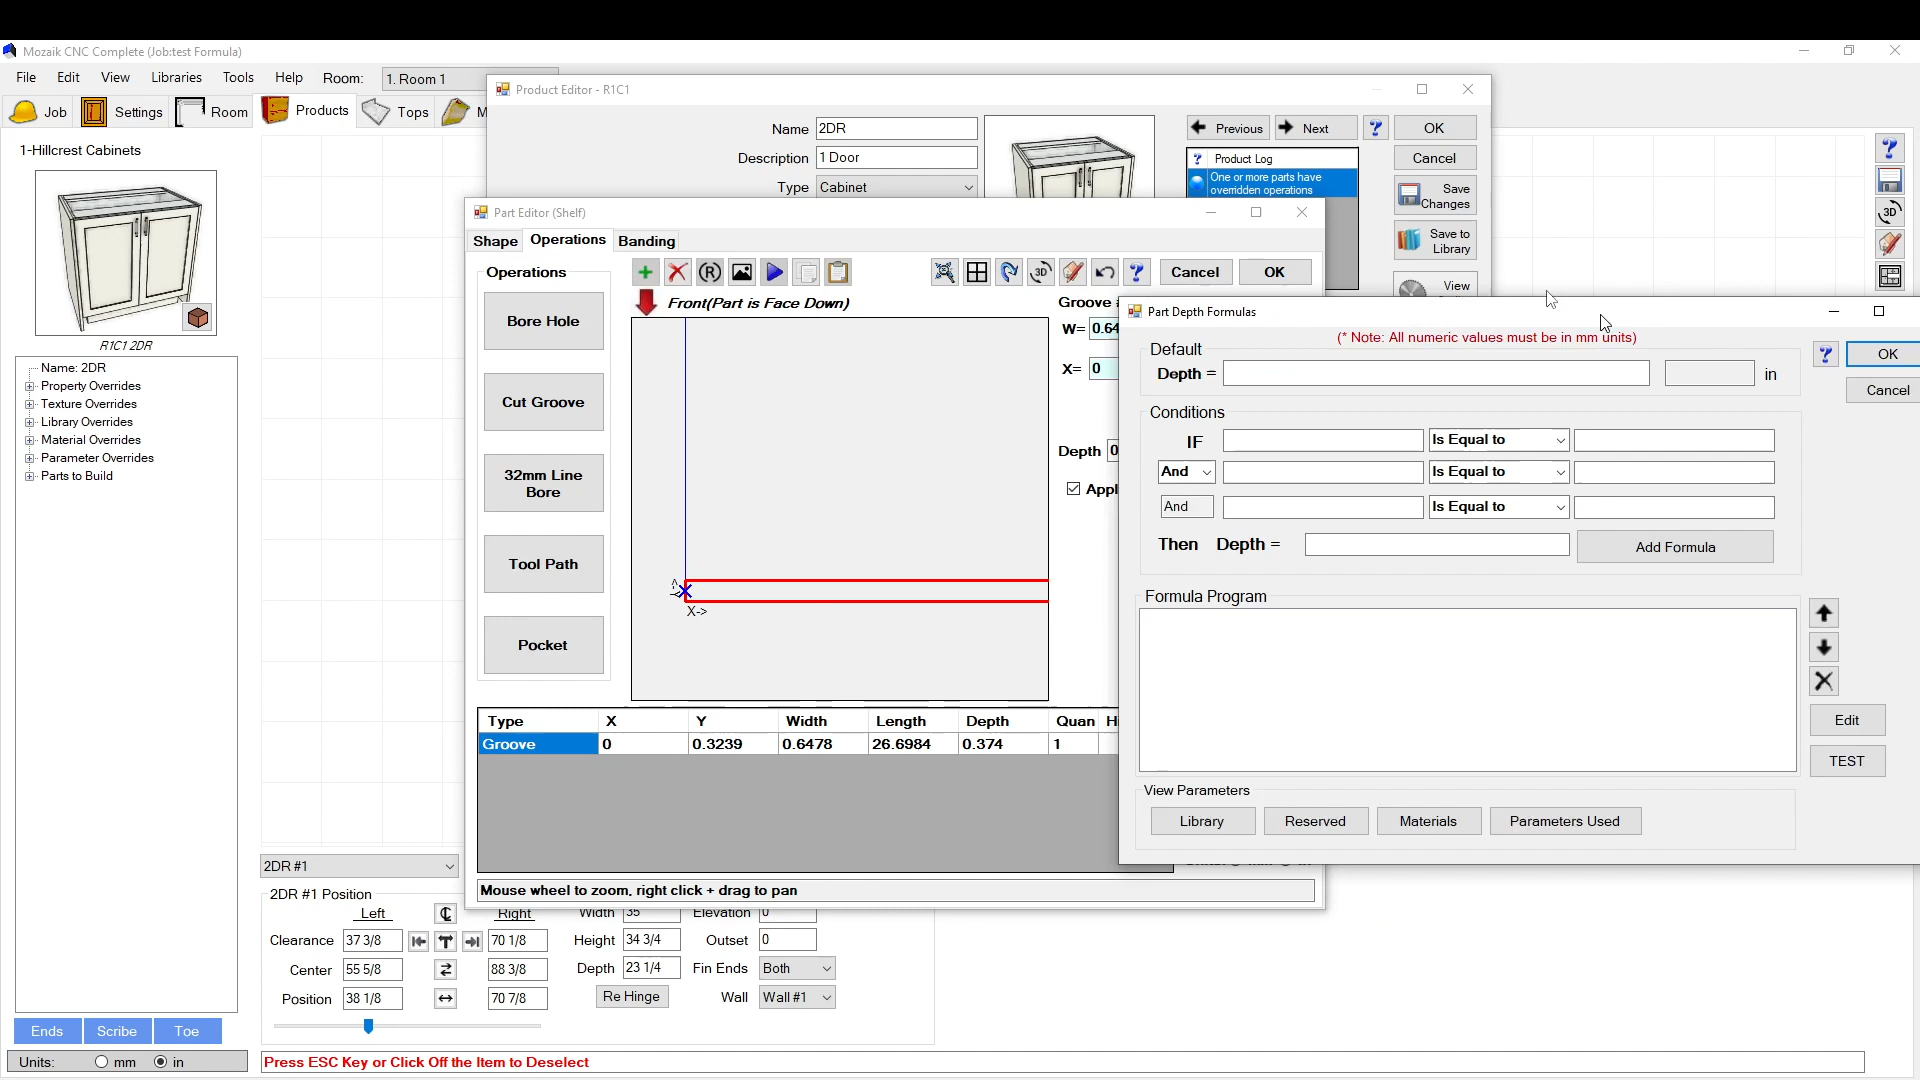 Mozaik CNC Complete (Job:test Formula)
File Edit View Libraries Tools Help Room: 1. Room 1
Job Settings Room Products Tops
1-Hillcrest Cabinets
R1C1 2DR
Name: 2DR
Property Overrides
Texture Overrides
Library Overrides
Material Overrides
Parameter Overrides
Parts to Build
Ends Scribe Toe
Units: mm in
Product Editor - R1C1
Name 2DR
Description 1 Door
Type Cabinet
Previous Next ? OK
? Product Log
One or more parts have
overridden operations
Cancel
Save
Changes
Save to
Library
View
?
3D
Part Editor (Shelf)
Shape Operations Banding
Operations
Bore Hole
Cut Groove
32mm Line
Bore
Tool Path
Pocket
(R) 3D ? Cancel OK
Front(Part is Face Down)
Groove
W= 0.64
X= 0
Depth 0
Appl
X->
Type X Y Width Length Depth Quan H
Groove 0 0.3239 0.6478 26.6984 0.374 1
Mouse wheel to zoom, right click + drag to pan
Part Depth Formulas
(* Note: All numeric values must be in mm units)
Default
Depth = in
? OK
Cancel
Conditions
IF Is Equal to
And Is Equal to
And Is Equal to
Then Depth = Add Formula
Formula Program
Edit
TEST
View Parameters
Library Reserved Materials Parameters Used
2DR #1
2DR #1 Position
Left Right
Clearance 37 3/8 70 1/8
Center 55 5/8 88 3/8
Position 38 1/8 70 7/8
Width 35 Elevation 0
Height 34 3/4 Outset 0
Depth 23 1/4 Fin Ends Both
Re Hinge Wall Wall #1
Press ESC Key or Click Off the Item to Deselect